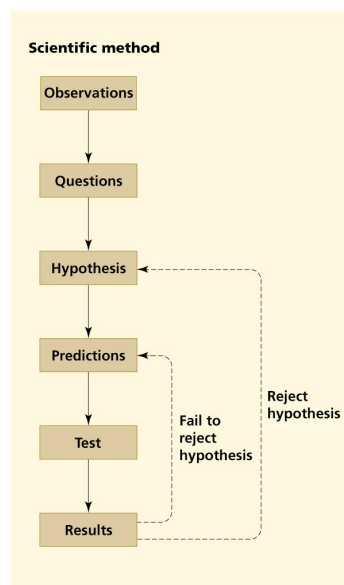 Scientific method
Observations
Questions
Hypothesis
Predictions
Reject
hypothesis
Fail to
reject
hypothesis
Test
Results